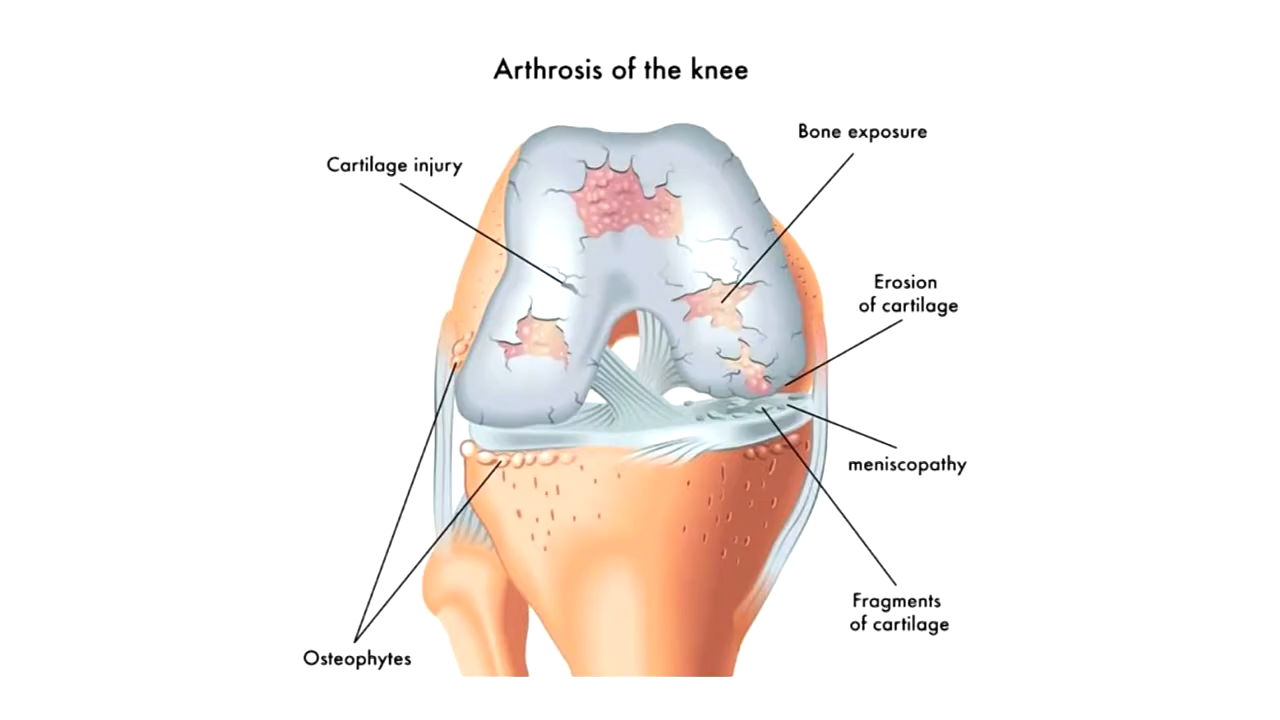 Arthrosis of the knee
Bone exposure
Cartilage injury
Erosion
of cartilage
meniscopathy
Fragments
of cartilage
Osteophytes